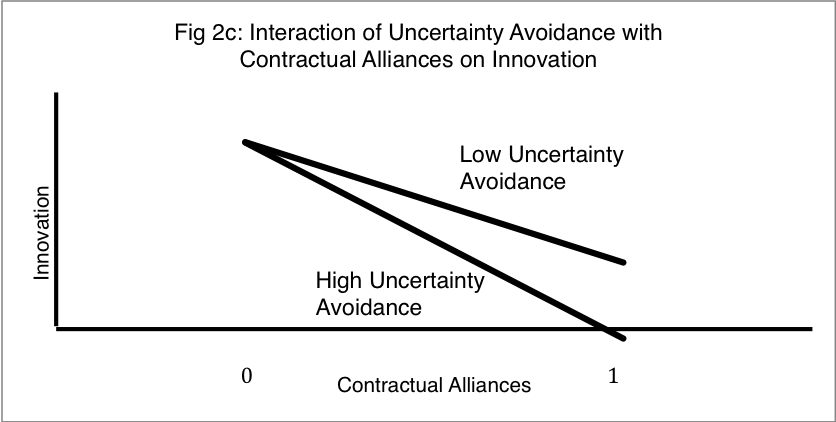 Fig 2c: Interaction of Uncertainty Avoidance with
Contractual Alliances on Innovation
Low Uncertainty
Avoidance
Innovation
High Uncertainty
Avoidance
0
1
Contractual Alliances